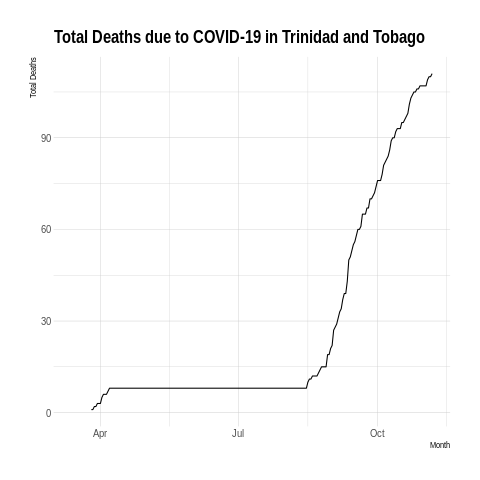 Total Deaths due to COVID-19 in Trinidad and Tobago
Total Deaths
90
60
30
0
Apr Jul Oct
Month